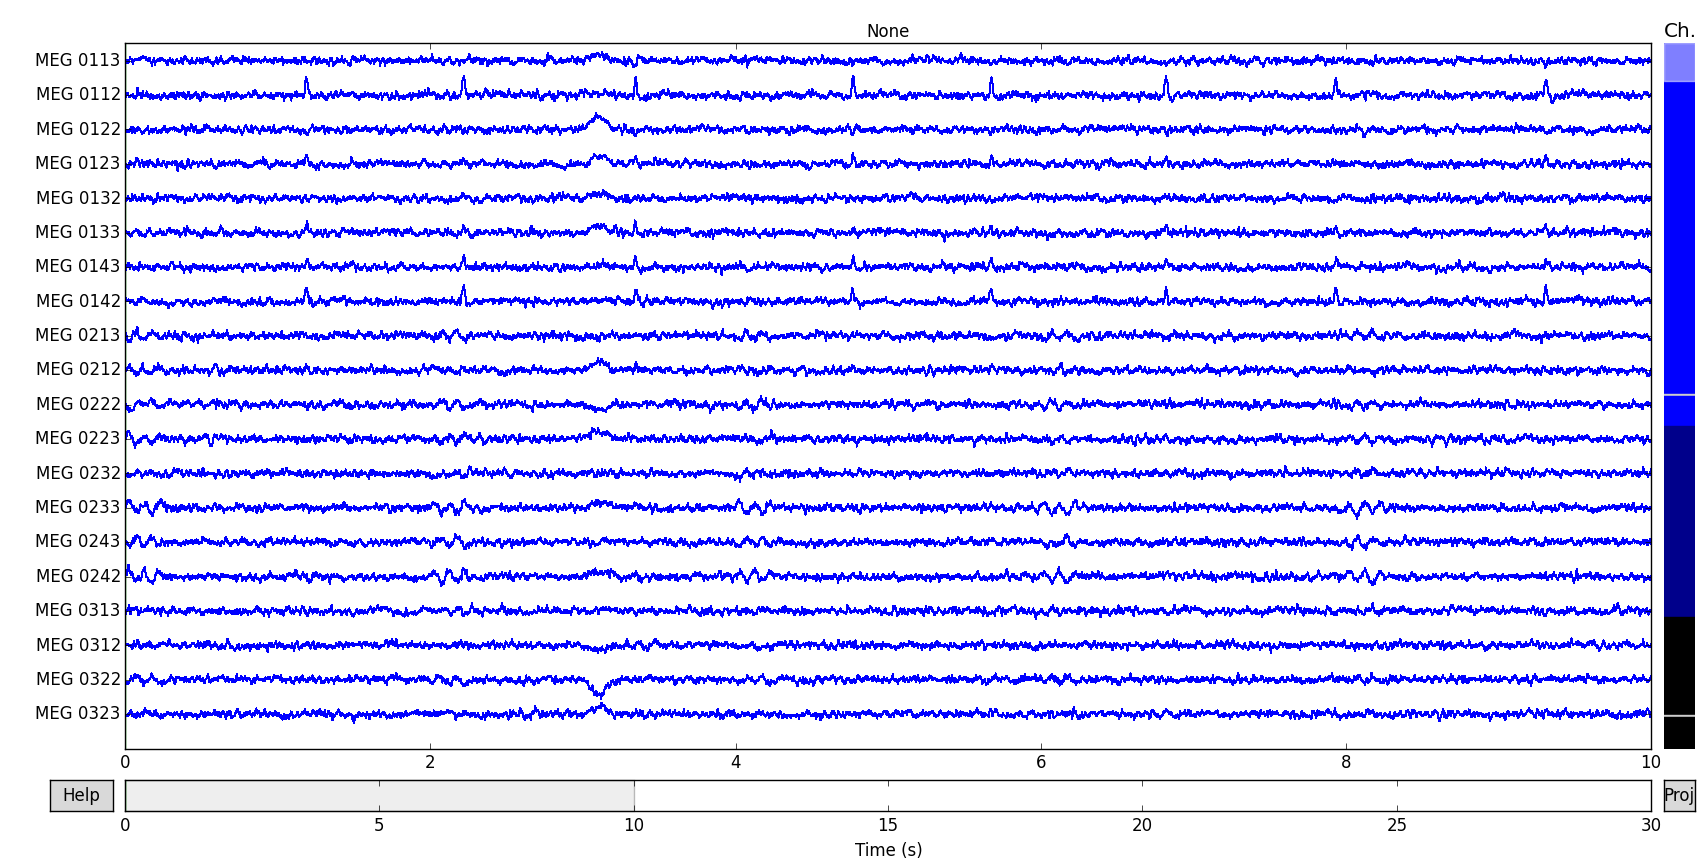 None
Ch.
MEG 0113
MEG 0112
MEG 0122
MEG 0123
MEG 0132
MEG 0133
MEG 0143
MEG 0142
MEG 0213
MEG 0212
MEG 0222
MEG 0223
MEG 0232
MEG 0233
MEG 0243
MEG 0242
MEG 0313
MEG 0312
MEG 0322
MEG 0323
0 2 4 6 8 10
Help
Proj
0 5 10 15 20 25 30
Time (s)